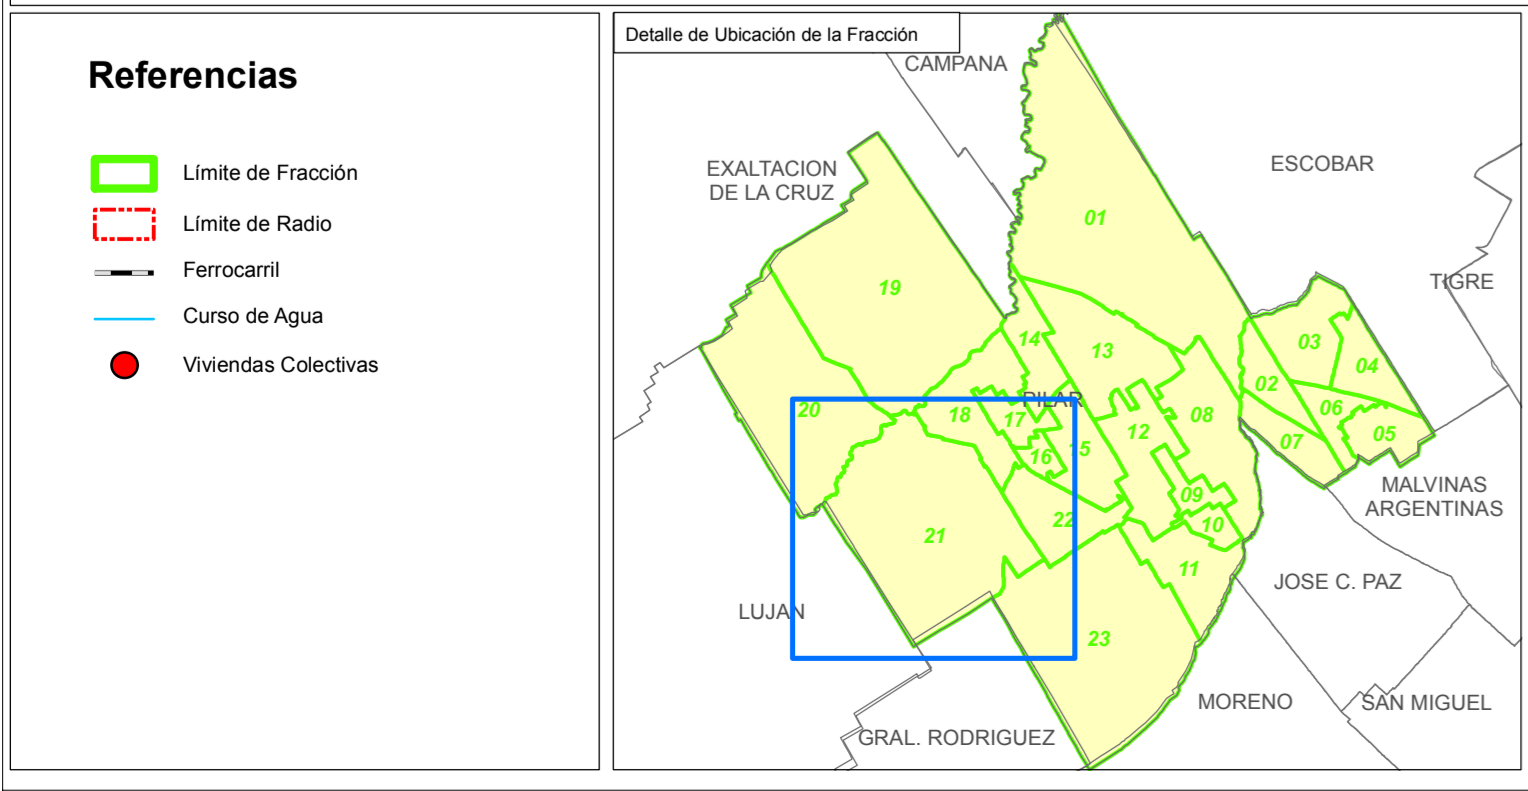 Referencias
Límite de Fracción
Límite de Radio
Ferrocarril
Curso de Agua
Viviendas Colectivas
Detalle de Ubicación de la Fracción
CAMPANA
EXALTACION
DE LA CRUZ
ESCOBAR
TIGRE
01
19
14
13
03
04
02
06
05
07
20
PILAR
18
17
16
15
12
08
09
10
22
21
11
23
MALVINAS
ARGENTINAS
JOSE C. PAZ
LUJAN
MORENO
SAN MIGUEL
GRAL. RODRIGUEZ